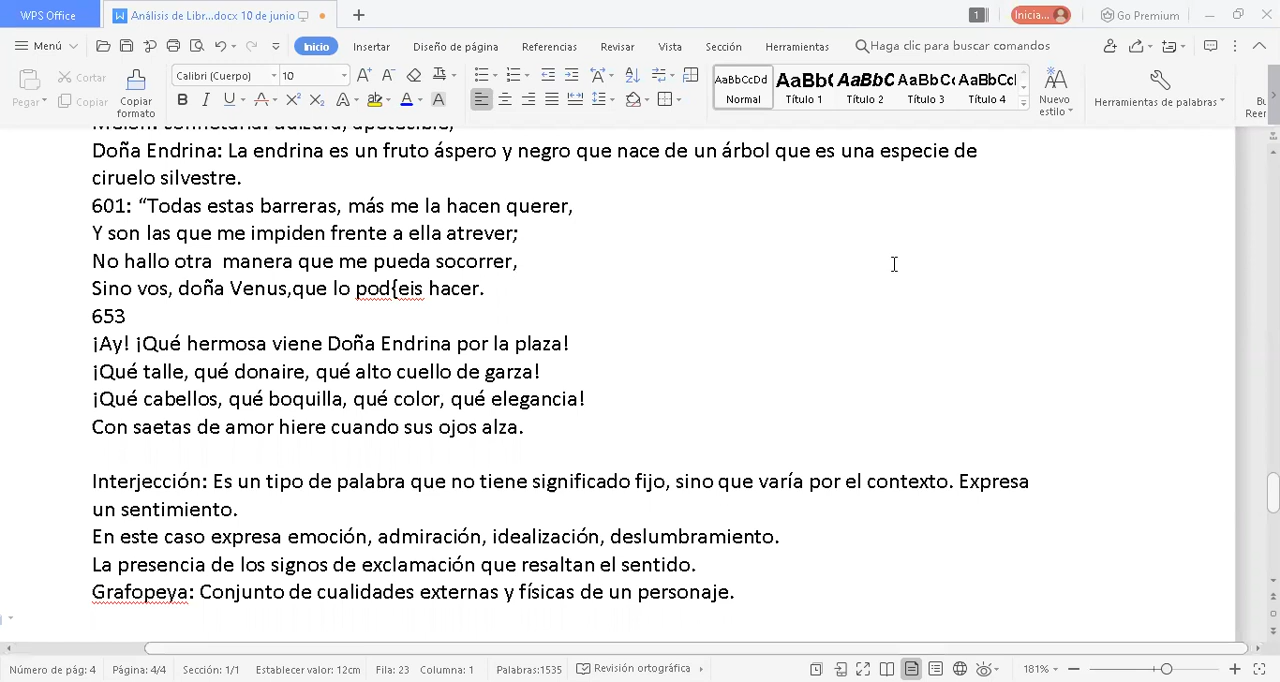 WPS Office
Análisis de Libr...docx 10 de junio
1
Inicia...
Go Premium
Menú
Inicio
Insertar
Diseño de página
Referencias
Revisar
Vista
Sección
Herramientas
Haga clic para buscar comandos
Pegar
Cortar
Copiar
Copiar formato
Calibri (Cuerpo)
10
AaBbCcDd
Normal
AaBb(
Título 1
AaBbC
Título 2
AaBbCc
Título 3
AaBbCcl
Título 4
Nuevo estilo
Herramientas de palabras
Doña Endrina: La endrina es un fruto áspero y negro que nace de un árbol que es una especie de
ciruelo silvestre.
601: “Todas estas barreras, más me la hacen querer,
Y son las que me impiden frente a ella atrever;
No hallo otra  manera que me pueda socorrer,
Sino vos, doña Venus,que lo pod{eis hacer.
653
¡Ay! ¡Qué hermosa viene Doña Endrina por la plaza!
¡Qué talle, qué donaire, qué alto cuello de garza!
¡Qué cabellos, qué boquilla, qué color, qué elegancia!
Con saetas de amor hiere cuando sus ojos alza.
Interjección: Es un tipo de palabra que no tiene significado fijo, sino que varía por el contexto. Expresa
un sentimiento.
En este caso expresa emoción, admiración, idealización, deslumbramiento.
La presencia de los signos de exclamación que resaltan el sentido.
Grafopeya: Conjunto de cualidades externas y físicas de un personaje.
Número de pág: 4
Página: 4/4
Sección: 1/1
Establecer valor: 12cm
Fila: 23
Columna: 1
Palabras:1535
Revisión ortográfica
181%